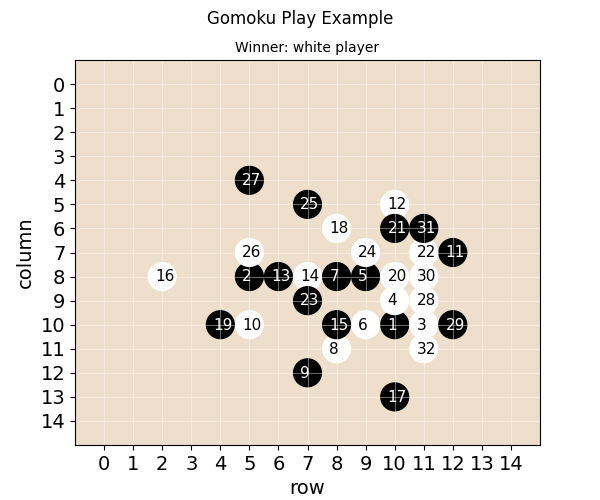 Gomoku Play Example
Winner: white player
0
1
2
3
4 27
5 25 12
6 18 21 31
7 26 24 22 11
8 16 2 13 14 7 5 20 30
9 23 4 28
10 19 10 15 6 1 3 29
11 8 32
12 9
13 17
14
column
0 1 2 3 4 5 6 7 8 9 10 11 12 13 14
row